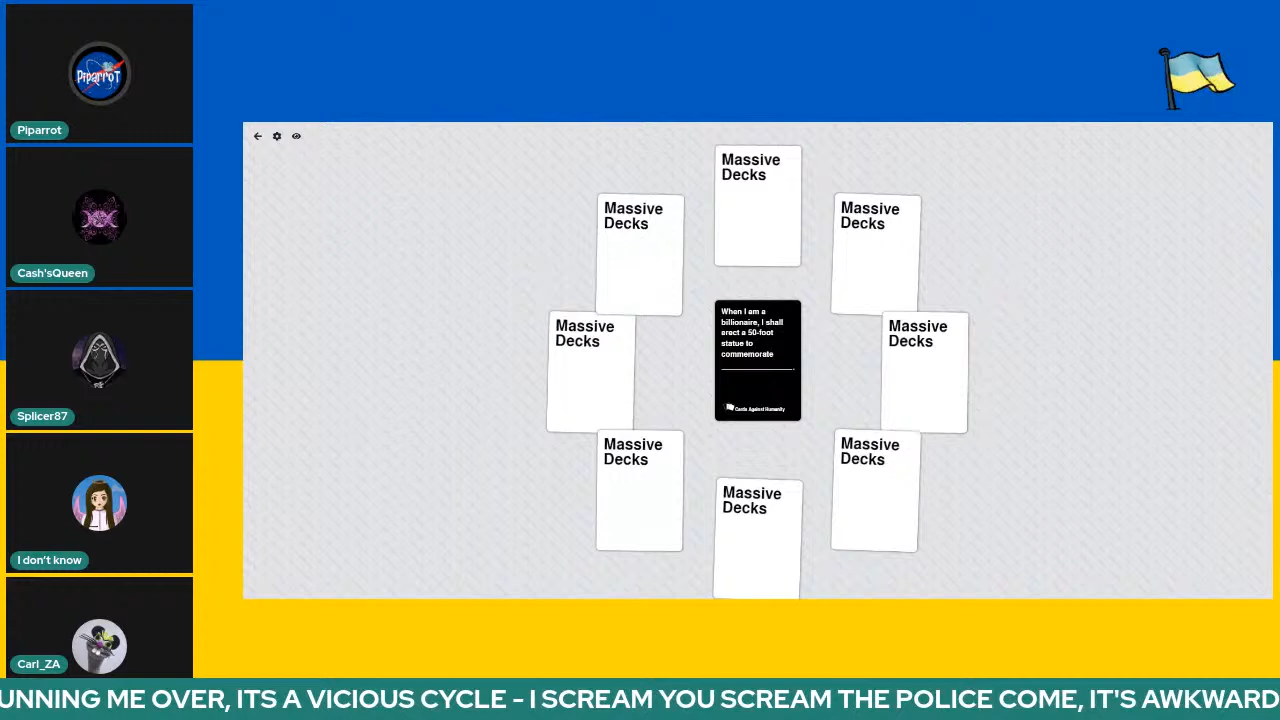 PiparroT
Piparrot
Cash'sQueen
Splicer87
I don't know
Carl_ZA
Massive
Decks
Massive
Decks
Massive
Decks
When I am a
billionaire, I shall
erect a 50-foot
statue to
commemorate
Cards Against Humanity
Massive
Decks
Massive
Decks
Massive
Decks
Massive
Decks
Massive
Decks
UNNING ME OVER, ITS A VICIOUS CYCLE - I SCREAM YOU SCREAM THE POLICE COME, IT'S AWKWARD